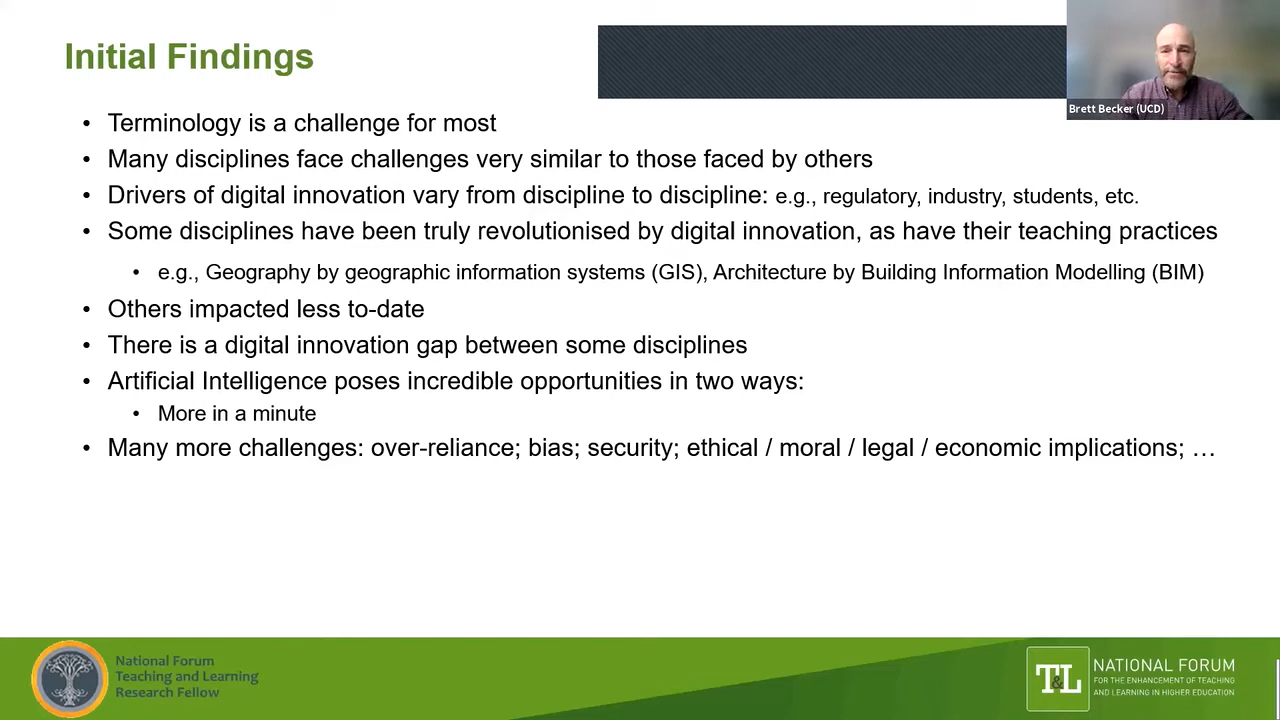 Initial Findings
Brett Becker (UCD)
• Terminology is a challenge for most
• Many disciplines face challenges very similar to those faced by others
• Drivers of digital innovation vary from discipline to discipline: e.g., regulatory, industry, students, etc.
• Some disciplines have been truly revolutionised by digital innovation, as have their teaching practices
• e.g., Geography by geographic information systems (GIS), Architecture by Building Information Modelling (BIM)
• Others impacted less to-date
• There is a digital innovation gap between some disciplines
• Artificial Intelligence poses incredible opportunities in two ways:
• More in a minute
• Many more challenges: over-reliance; bias; security; ethical / moral / legal / economic implications; …
National Forum
Teaching and Learning
Research Fellow
T&L
NATIONAL FORUM
FOR THE ENHANCEMENT OF TEACHING
AND LEARNING IN HIGHER EDUCATION